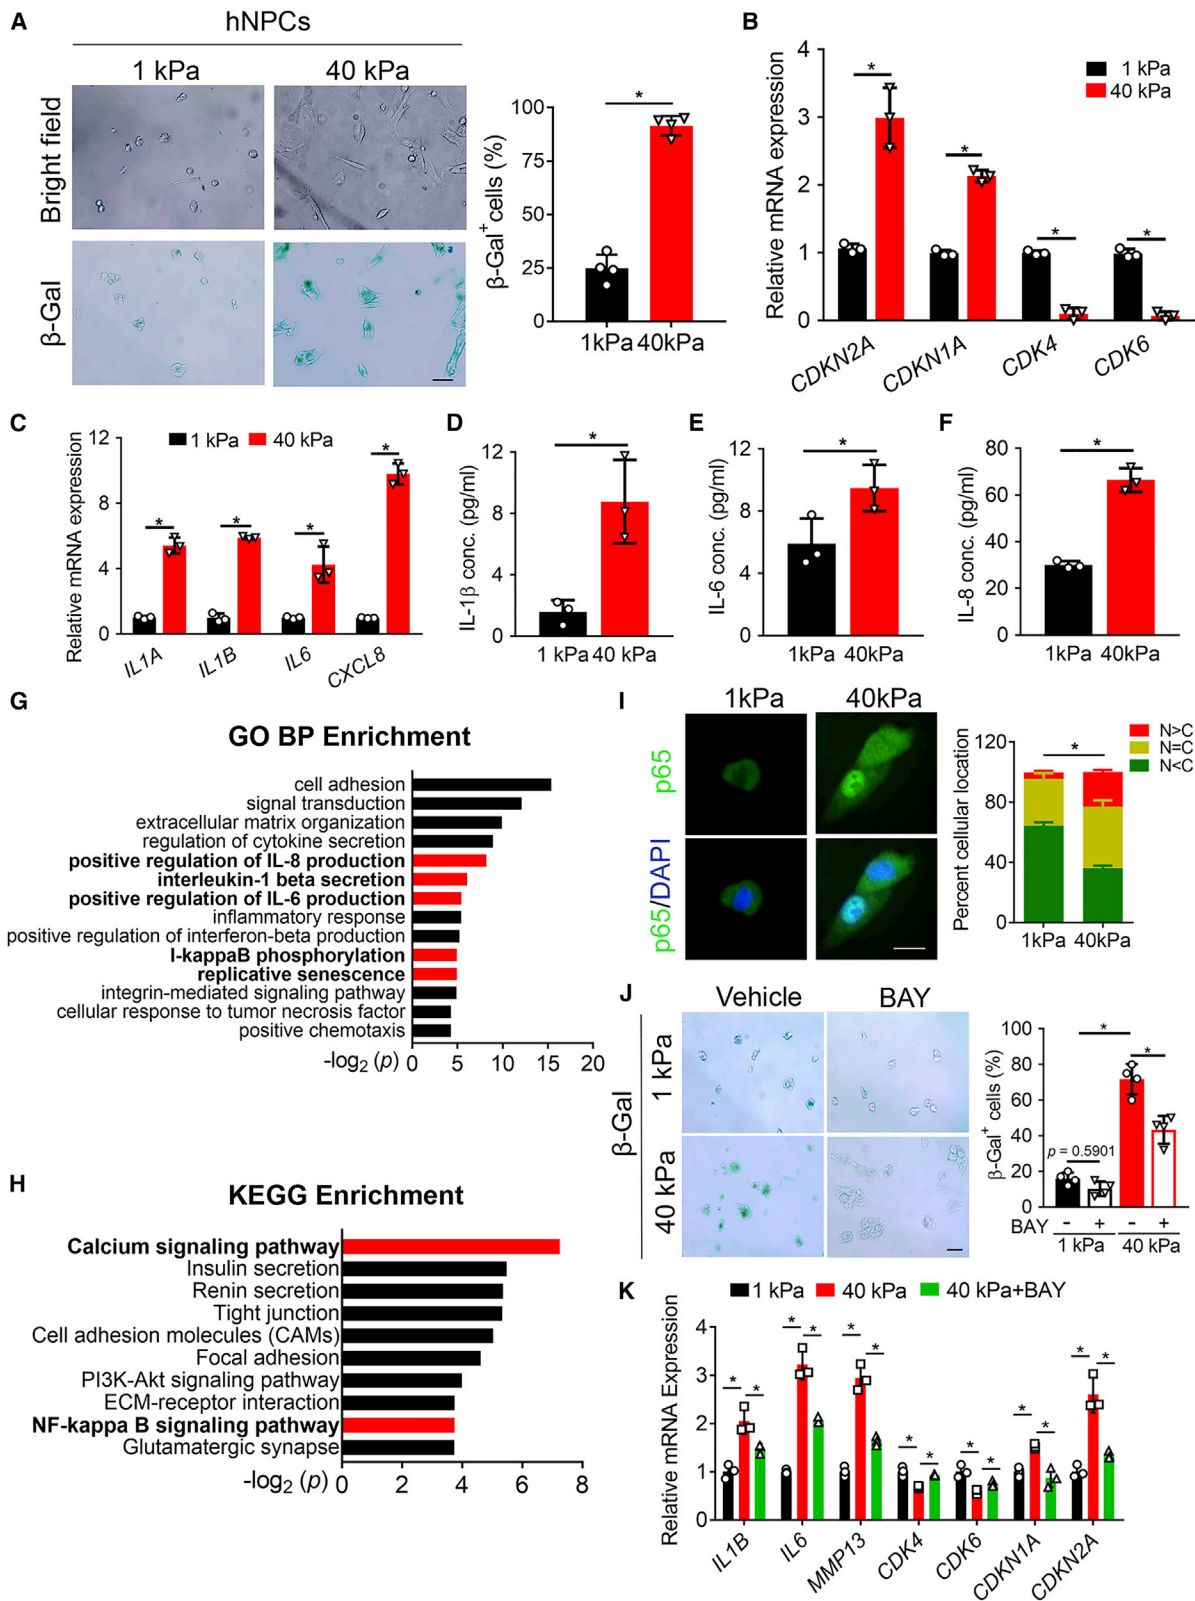 A
hNPCs
1 kPa
40 kPa
Bright field
β-Gal
β-Gal⁺ cells (%)
100
75
50
25
0
*
1kPa 40kPa
B
Relative mRNA expression
4
3
2
1
0
1 kPa
40 kPa
* * * *
CDKN2A
CDKN1A
CDK4
CDK6
C
Relative mRNA expression
12
8
4
0
1 kPa
40 kPa
* * * *
IL1A
IL1B
IL6
CXCL8
D
IL-1β conc. (pg/ml)
12
8
4
0
*
1 kPa 40 kPa
E
IL-6 conc. (pg/ml)
12
8
4
0
*
1kPa 40kPa
F
IL-8 conc. (pg/ml)
80
60
40
20
0
*
1kPa 40kPa
G
GO BP Enrichment
cell adhesion
signal transduction
extracellular matrix organization
regulation of cytokine secretion
positive regulation of IL-8 production
interleukin-1 beta secretion
positive regulation of IL-6 production
inflammatory response
positive regulation of interferon-beta production
I-kappaB phosphorylation
replicative senescence
integrin-mediated signaling pathway
cellular response to tumor necrosis factor
positive chemotaxis
-log₂ (p) 0 5 10 15 20
H
KEGG Enrichment
Calcium signaling pathway
Insulin secretion
Renin secretion
Tight junction
Cell adhesion molecules (CAMs)
Focal adhesion
PI3K-Akt signaling pathway
ECM-receptor interaction
NF-kappa B signaling pathway
Glutamatergic synapse
-log₂ (p) 0 2 4 6 8
I
1kPa
40kPa
p65
p65/DAPI
Percent cellular location
120
80
40
0
*
N>C
N=C
N<C
1kPa 40kPa
J
Vehicle
BAY
β-Gal
1 kPa
40 kPa
β-Gal⁺ cells (%)
100
80
60
40
20
0
*
*
p = 0.5901
BAY - + - +
1 kPa 40 kPa
K
1 kPa
40 kPa
40 kPa+BAY
Relative mRNA Expression
4
3
2
1
0
* * * * * * * * * * * * * *
IL1B
IL6
MMP13
CDK4
CDK6
CDKN1A
CDKN2A